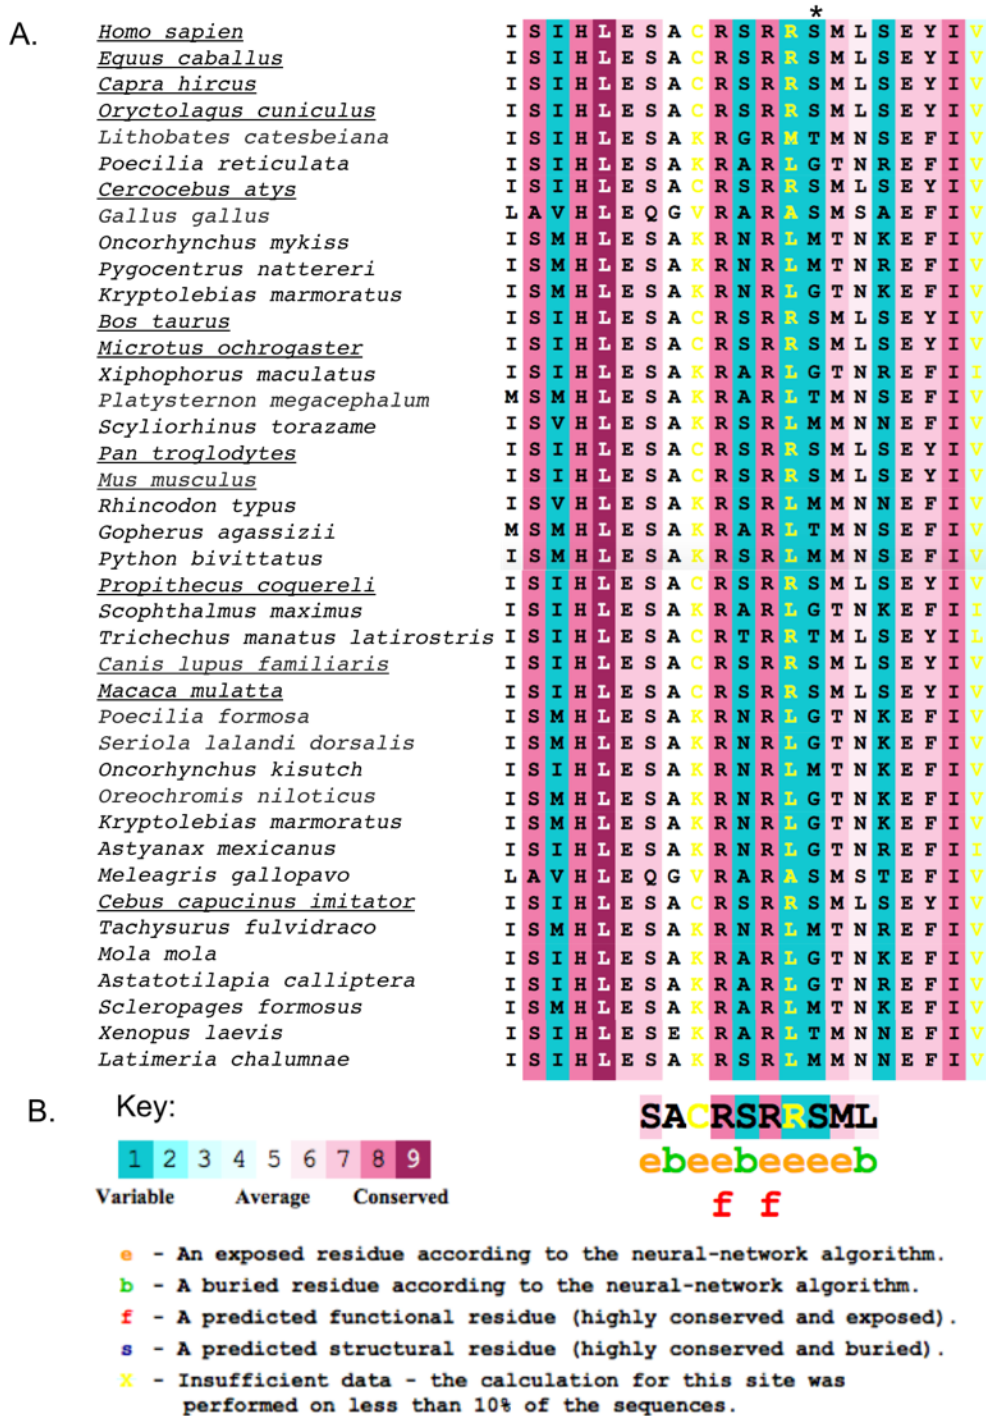 A.
*
Homo sapien I S I H L E S A C R S R R S M L S E Y I V
Equus caballus I S I H L E S A C R S R R S M L S E Y I V
Capra hircus I S I H L E S A C R S R R S M L S E Y I V
Oryctolagus cuniculus I S I H L E S A C R S R R S M L S E Y I V
Lithobates catesbeiana I S I H L E S A K R G R M T M N S E F I V
Poecilia reticulata I S I H L E S A K R A R L G T N R E F I V
Cercocebus atys I S I H L E S A C R S R R S M L S E Y I V
Gallus gallus L A V H L E Q G V R A R A S M S A E F I V
Oncorhynchus mykiss I S M H L E S A K R N R L M T N K E F I V
Pygocentrus nattereri I S M H L E S A K R N R L M T N R E F I V
Kryptolebias marmoratus I S M H L E S A K R N R L G T N K E F I V
Bos taurus I S I H L E S A C R S R R S M L S E Y I V
Microtus ochrogaster I S I H L E S A C R S R R S M L S E Y I V
Xiphophorus maculatus I S I H L E S A K R A R L G T N R E F I I
Platysternon megacephalum M S M H L E S A K R A R L T M N S E F I V
Scyliorhinus torazame I S V H L E S A K R S R L M M N N E F I V
Pan troglodytes I S I H L E S A C R S R R S M L S E Y I V
Mus musculus I S I H L E S A C R S R R S M L S E Y I V
Rhincodon typus I S V H L E S A K R S R L M M N N E F I V
Gopherus agassizii M S M H L E S A K R A R L T M N S E F I V
Python bivittatus I S M H L E S A K R S R L M M N N E F I V
Propithecus coquereli I S I H L E S A C R S R R S M L S E Y I V
Scophthalmus maximus I S I H L E S A K R A R L G T N K E F I I
Trichechus manatus latirostris I S I H L E S A C R T R R T M L S E Y I L
Canis lupus familiaris I S I H L E S A C R S R R S M L S E Y I V
Macaca mulatta I S I H L E S A C R S R R S M L S E Y I V
Poecilia formosa I S M H L E S A K R N R L G T N K E F I V
Seriola lalandi dorsalis I S M H L E S A K R N R L G T N K E F I V
Oncorhynchus kisutch I S I H L E S A K R N R L M T N K E F I V
Oreochromis niloticus I S M H L E S A K R N R L G T N K E F I V
Kryptolebias marmoratus I S M H L E S A K R N R L G T N K E F I V
Astyanax mexicanus I S I H L E S A K R N R L G T N R E F I I
Meleagris gallopavo L A V H L E Q G V R A R A S M S T E F I V
Cebus capucinus imitator I S I H L E S A C R S R R S M L S E Y I V
Tachysurus fulvidraco I S M H L E S A K R N R L M T N R E F I V
Mola mola I S I H L E S A K R A R L G T N K E F I V
Astatotilapia calliptera I S I H L E S A K R A R L G T N R E F I V
Scleropages formosus I S M H L E S A K R A R L M T N K E F I V
Xenopus laevis I S I H L E S E K R A R L T M N N E F I V
Latimeria chalumnae I S I H L E S A K R S R L M M N N E F I V
B. Key:
SACRSRRSML
1 2 3 4 5 6 7 8 9
ebeebeeeeb
Variable Average Conserved
f f
e - An exposed residue according to the neural-network algorithm.
b - A buried residue according to the neural-network algorithm.
f - A predicted functional residue (highly conserved and exposed).
s - A predicted structural residue (highly conserved and buried).
X - Insufficient data - the calculation for this site was
performed on less than 10% of the sequences.